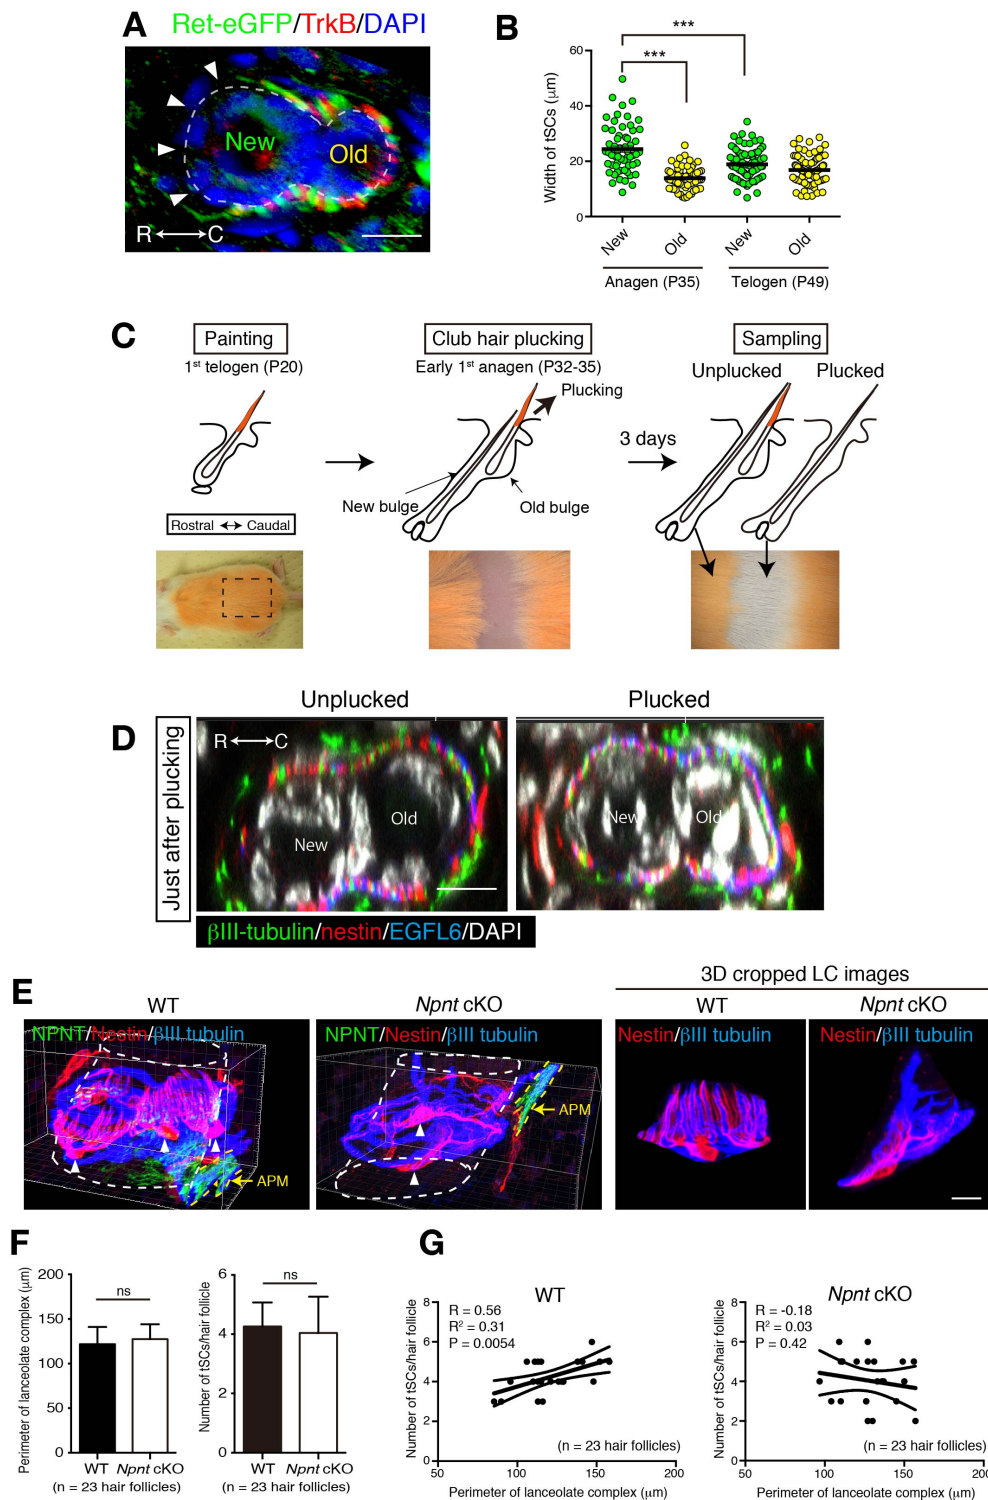 A
Ret-eGFP/TrkB/DAPI
New
Old
R
C
B
***
***
60
40
20
0
Width of tSCs (μm)
New
Old
New
Old
Anagen (P35)
Telogen (P49)
C
Painting
1st telogen (P20)
Club hair plucking
Early 1st anagen (P32-35)
Sampling
Unplucked
Plucked
Plucking
3 days
New bulge
Old bulge
Rostral
Caudal
D
Just after plucking
Unplucked
Plucked
R
C
New
Old
New
Old
βIII-tubulin/nestin/EGFL6/DAPI
E
3D cropped LC images
WT
Npnt cKO
WT
Npnt cKO
NPNT/Nestin/βIII tubulin
NPNT/Nestin/βIII tubulin
Nestin/βIII tubulin
Nestin/βIII tubulin
APM
APM
F
Perimeter of lanceolate complex (μm)
200
150
100
50
0
ns
WT
Npnt cKO
(n = 23 hair follicles)
Number of tSCs/hair follicle
6
4
2
0
ns
WT
Npnt cKO
(n = 23 hair follicles)
G
WT
Number of tSCs/hair follicle
8
6
4
2
0
R = 0.56
R2 = 0.31
P = 0.0054
(n = 23 hair follicles)
50
100
150
200
Perimeter of lanceolate complex (μm)
Npnt cKO
Number of tSCs/hair follicle
8
6
4
2
0
R = -0.18
R2 = 0.03
P = 0.42
(n = 23 hair follicles)
50
100
150
200
Perimeter of lanceolate complex (μm)